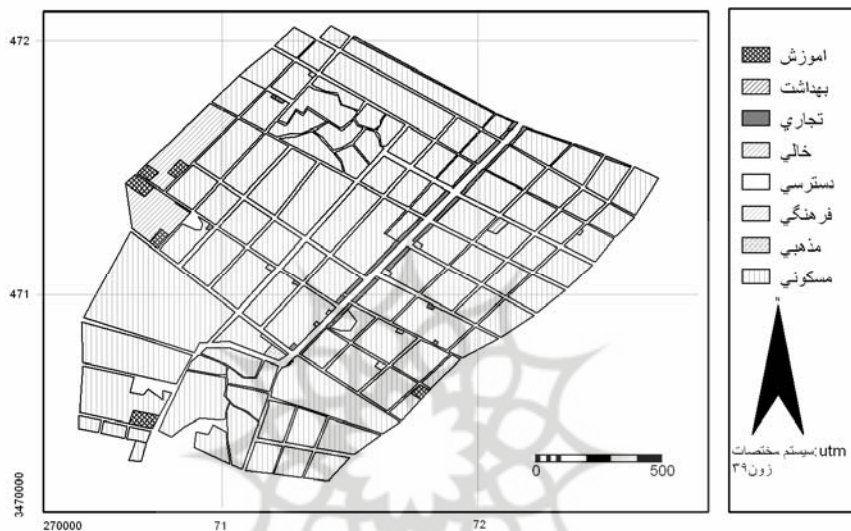 472
471
3470000
270000
71
72
0
500
اموزش
بهداشت
تجاري
خالي
دسترسي
فرهنگي
مذهبي
مسكوني
N
سيستم مختصات:utm
زون۳۹